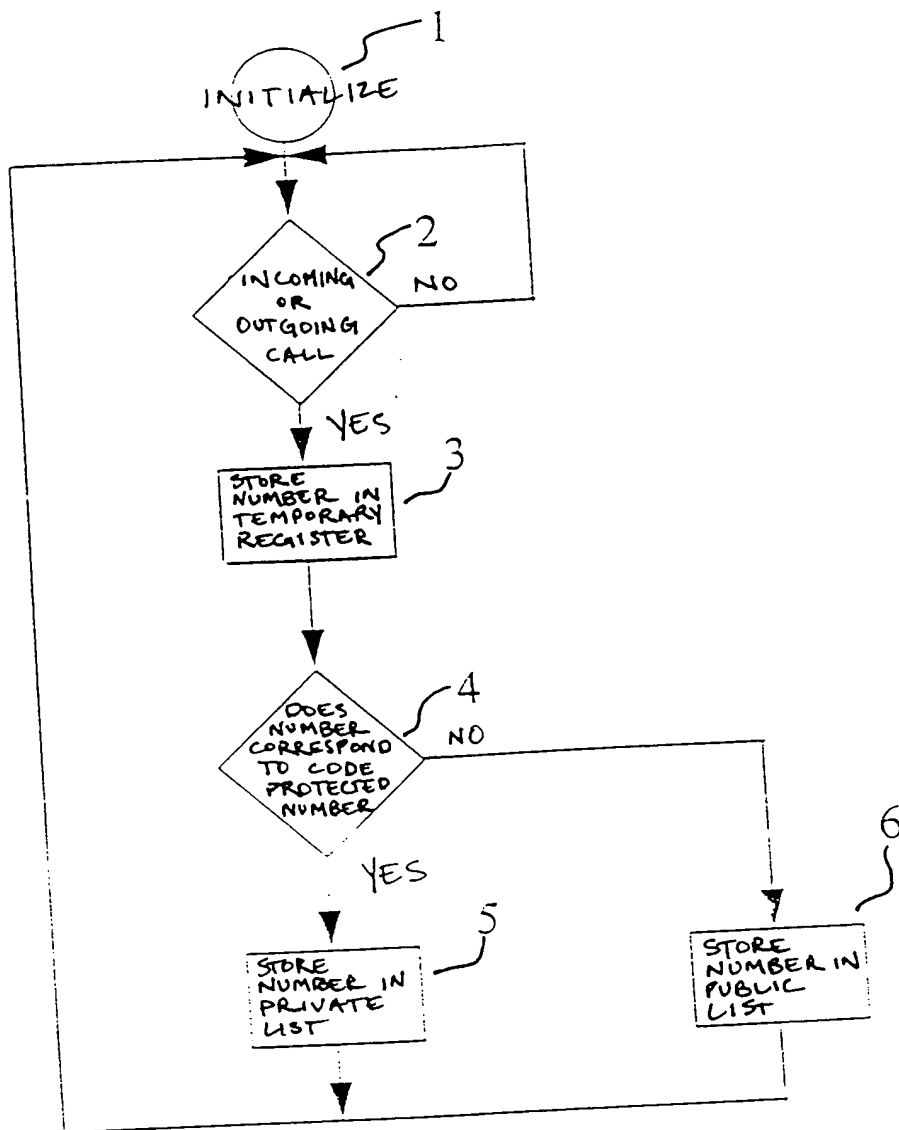 1
INITIALIZE
2
INCOMING
OR
OUTGOING
CALL
NO
YES
3
STORE
NUMBER IN
TEMPORARY
REGISTER
4
DOES
NUMBER
CORRESPOND
TO CODE
PROTECTED
NUMBER
NO
YES
5
STORE
NUMBER IN
PRIVATE
LIST
6
STORE
NUMBER IN
PUBLIC
LIST